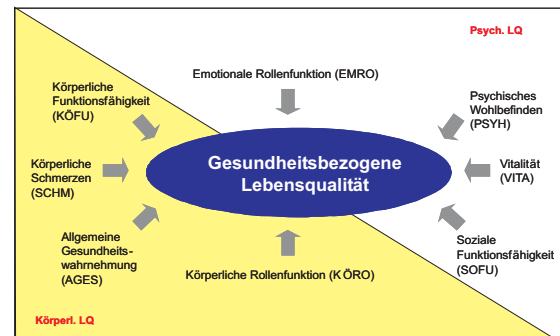 Psych. LQ
Emotionale Rollenfunktion (EMRO)
Körperliche
Funktionsfähigkeit
(KÖFU)
Psychisches
Wohlbefinden
(PSYH)
Körperliche
Schmerzen
(SCHM)
Gesundheitsbezogene
Lebensqualität
Vitalität
(VITA)
Allgemeine
Gesundheits-
wahrnehmung
(AGES)
Körperliche Rollenfunktion (KÖRO)
Soziale
Funktionsfähigkeit
(SOFU)
Körperl. LQ